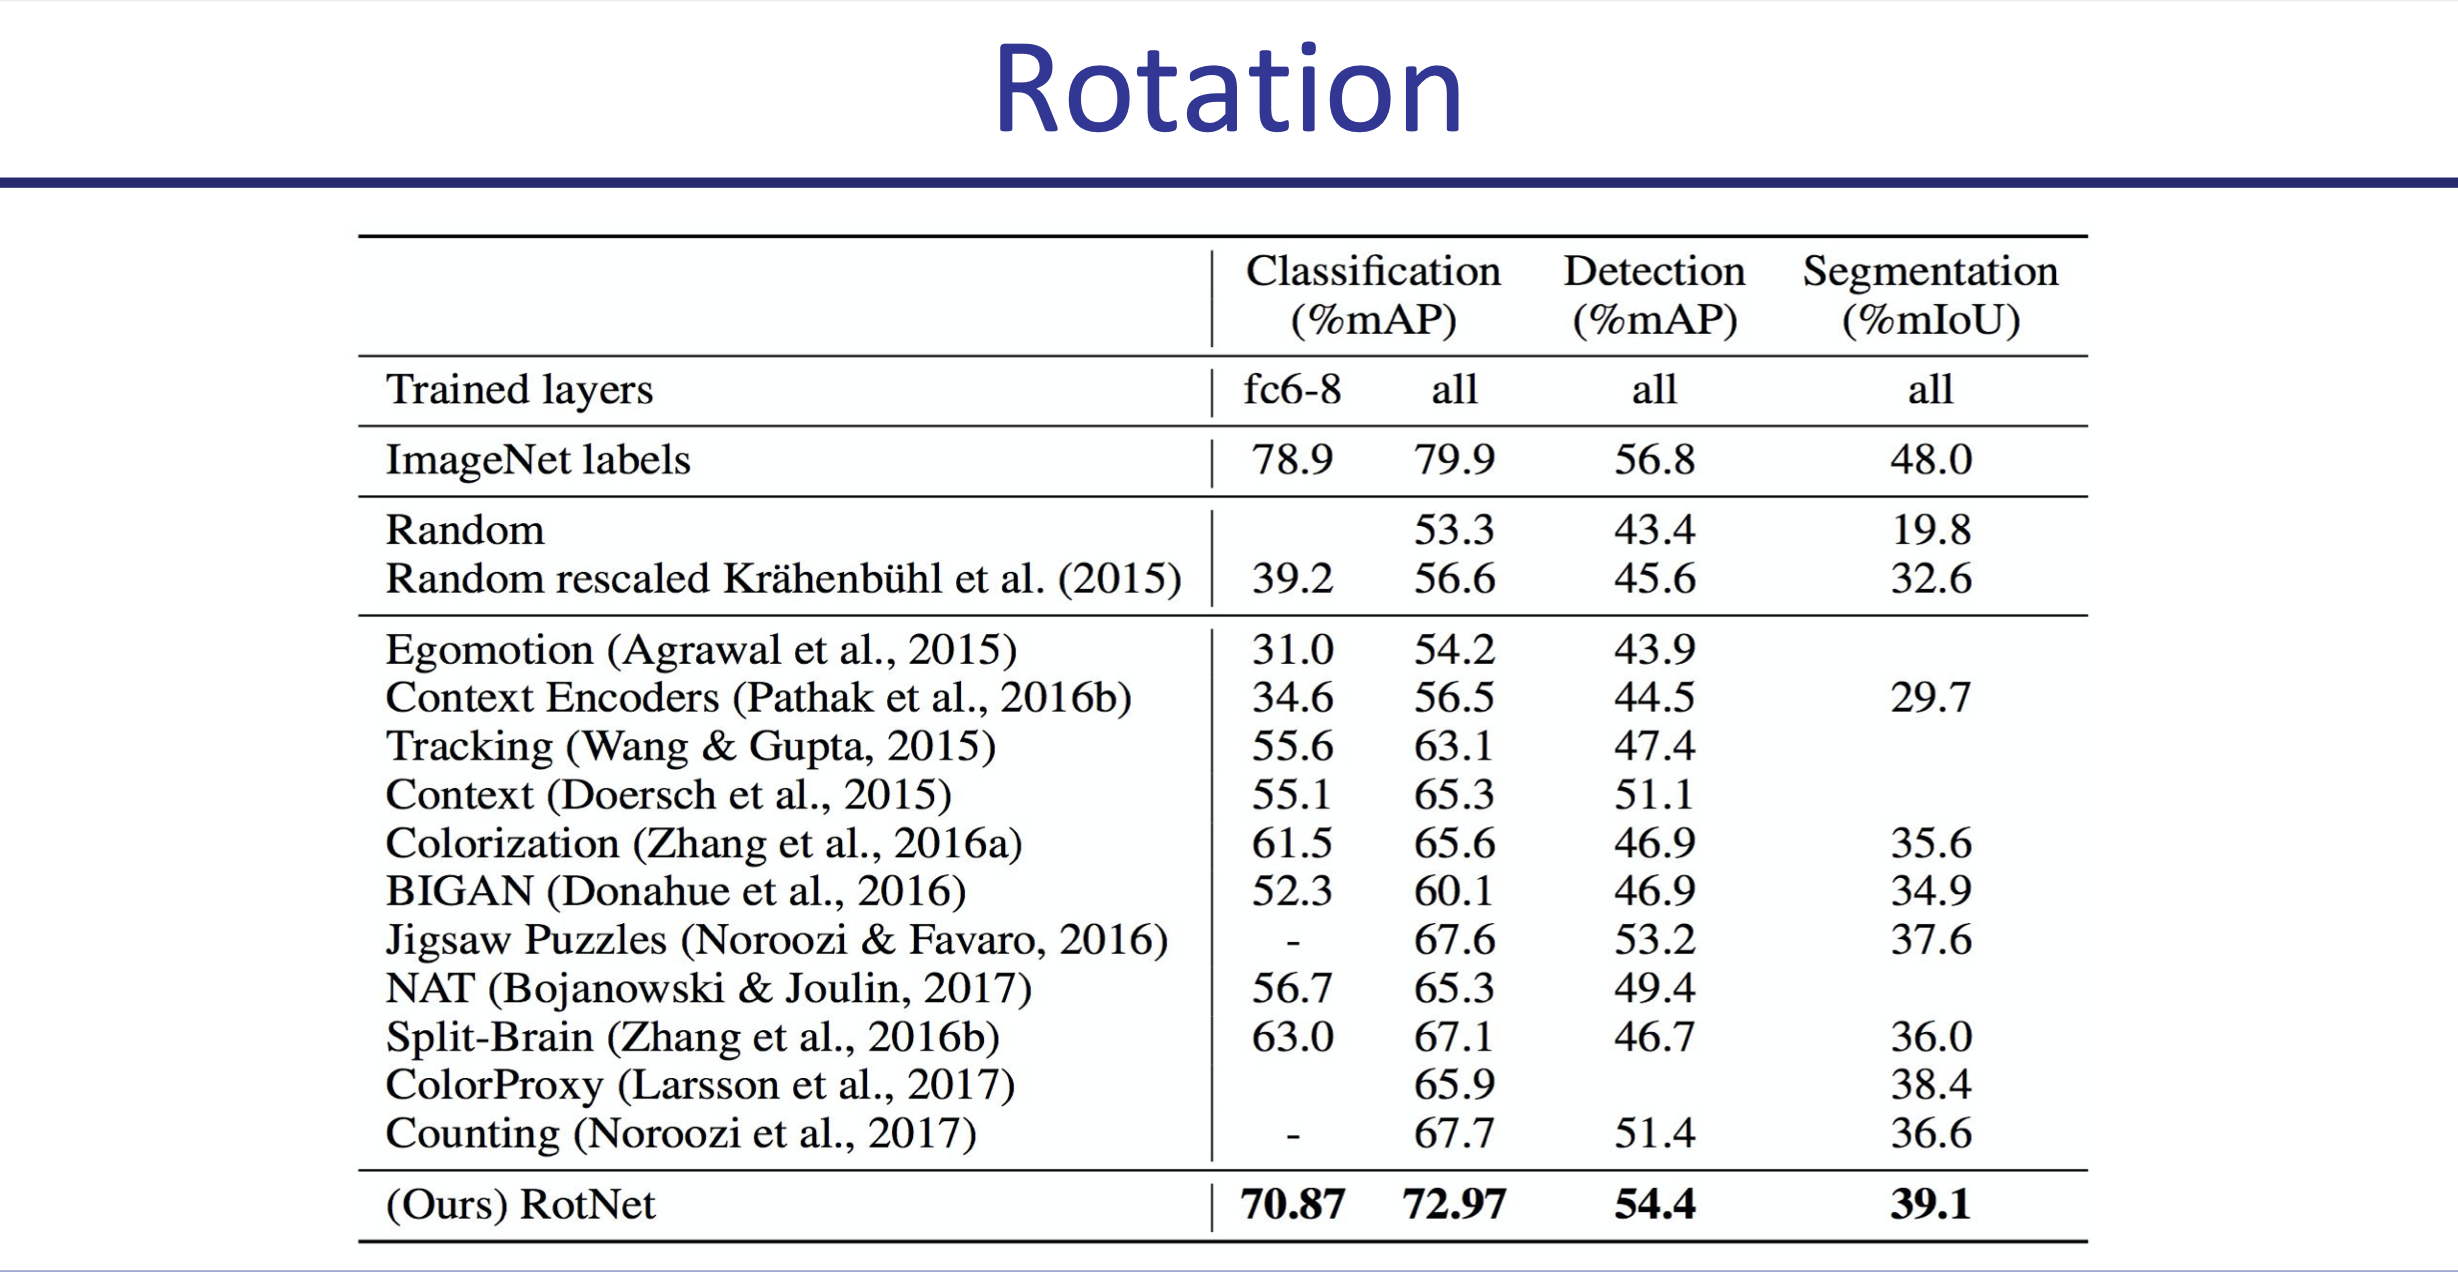 Rotation
Classification Detection Segmentation
(%mAP) (%mAP) (%mIoU)
Trained layers fc6-8 all all all
ImageNet labels 78.9 79.9 56.8 48.0
Random 53.3 43.4 19.8
Random rescaled Krähenbühl et al. (2015) 39.2 56.6 45.6 32.6
Egomotion (Agrawal et al., 2015) 31.0 54.2 43.9
Context Encoders (Pathak et al., 2016b) 34.6 56.5 44.5 29.7
Tracking (Wang & Gupta, 2015) 55.6 63.1 47.4
Context (Doersch et al., 2015) 55.1 65.3 51.1
Colorization (Zhang et al., 2016a) 61.5 65.6 46.9 35.6
BIGAN (Donahue et al., 2016) 52.3 60.1 46.9 34.9
Jigsaw Puzzles (Noroozi & Favaro, 2016) - 67.6 53.2 37.6
NAT (Bojanowski & Joulin, 2017) 56.7 65.3 49.4
Split-Brain (Zhang et al., 2016b) 63.0 67.1 46.7 36.0
ColorProxy (Larsson et al., 2017) 65.9 38.4
Counting (Noroozi et al., 2017) - 67.7 51.4 36.6
(Ours) RotNet 70.87 72.97 54.4 39.1